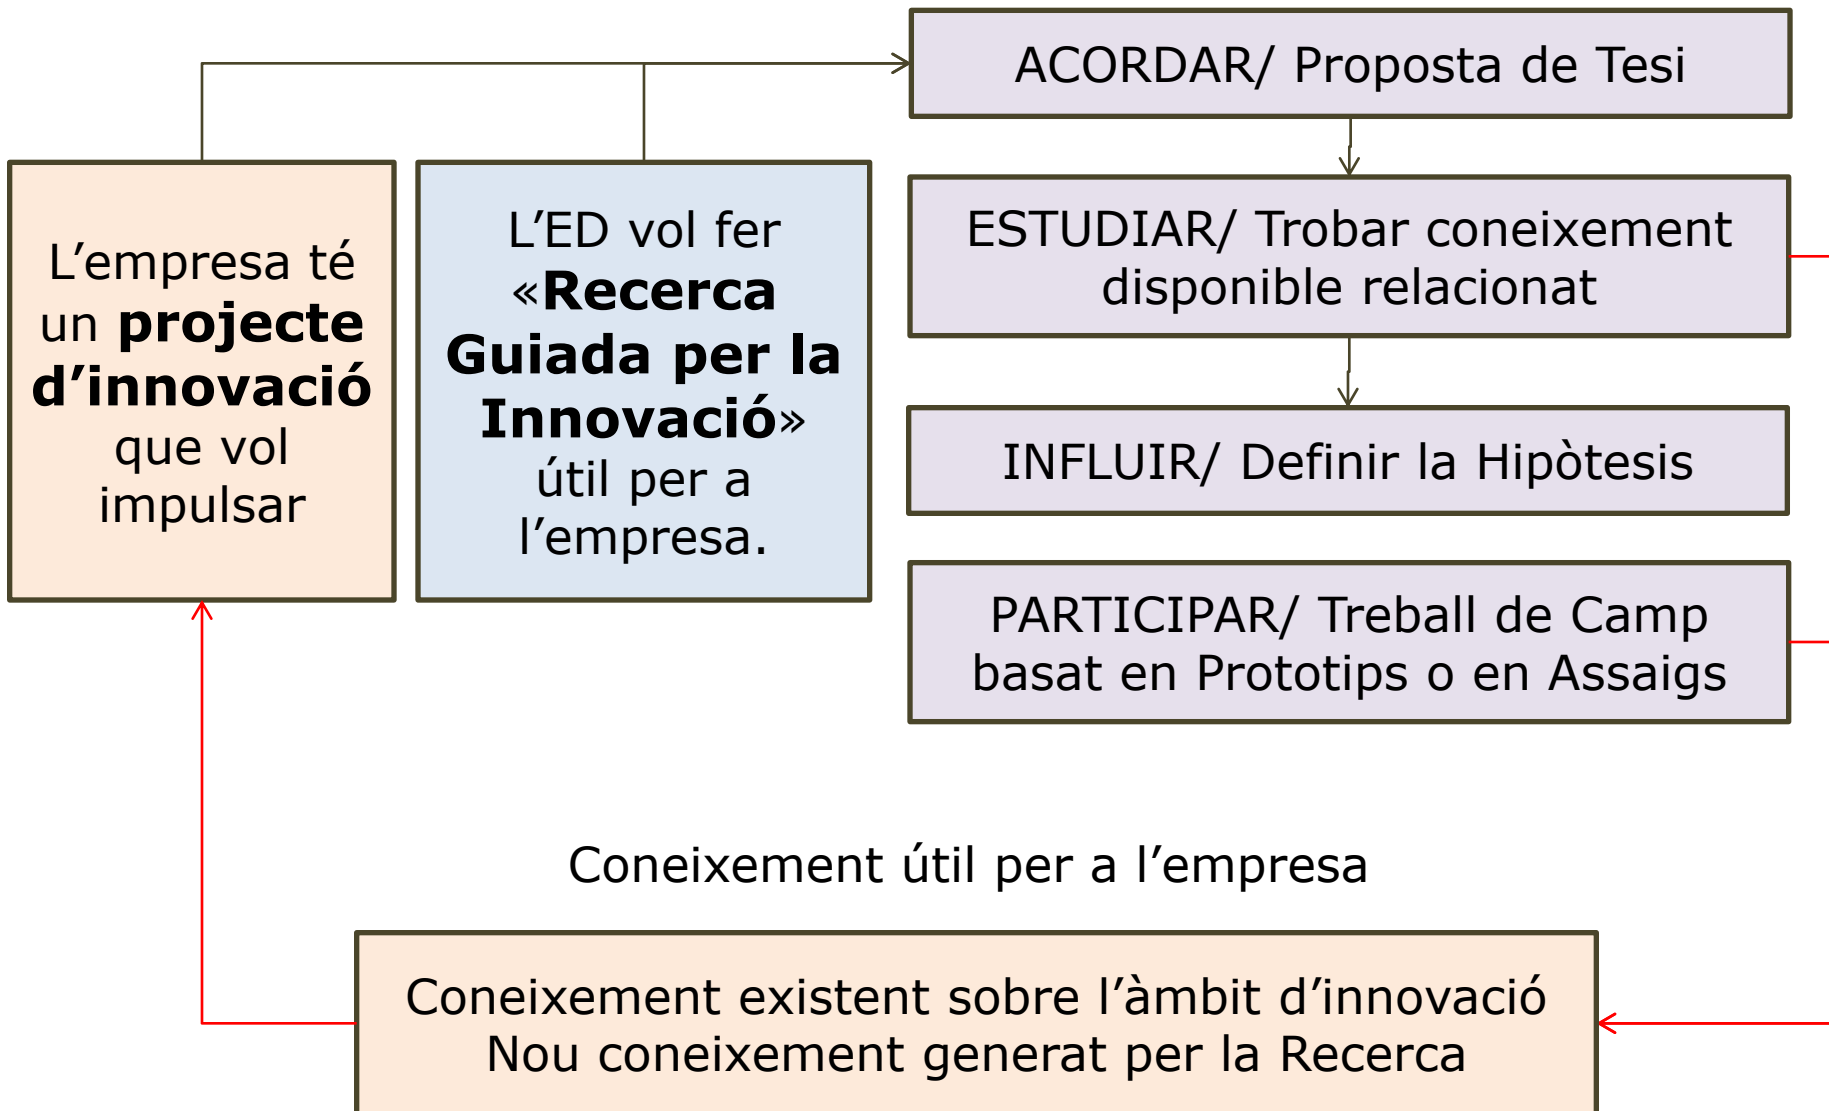 ACORDAR/ Proposta de Tesi
L’empresa té
un projecte
d’innovació
que vol
impulsar
L’ED vol fer
«Recerca
Guiada per la
Innovació»
útil per a
l’empresa.
ESTUDIAR/ Trobar coneixement
disponible relacionat
INFLUIR/ Definir la Hipòtesis
PARTICIPAR/ Treball de Camp
basat en Prototips o en Assaigs
Coneixement útil per a l’empresa
Coneixement existent sobre l’àmbit d’innovació
Nou coneixement generat per la Recerca